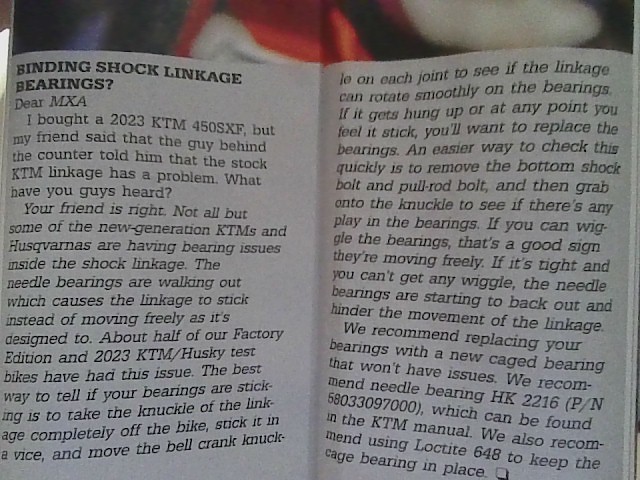 BINDING SHOCK LINKAGE
BEARINGS?
Dear MXA
I bought a 2023 KTM 450SXF, but
my friend said that the guy behind
the counter told him that the stock
KTM linkage has a problem. What
have you guys heard?
Your friend is right. Not all but
some of the new-generation KTMs and
Husqvarnas are having bearing issues
inside the shock linkage. The
needle bearings are walking out
which causes the linkage to stick
instead of moving freely as it's
designed to. About half of our Factory
Edition and 2023 KTM/Husky test
bikes have had this issue. The best
way to tell if your bearings are stick-
ing is to take the knuckle of the link-
age completely off the bike, stick it in
a vice, and move the bell crank knuck-
le on each joint to see if the linkage
can rotate smoothly on the bearings.
If it gets hung up or at any point you
feel it stick, you'll want to replace the
bearings. An easier way to check this
quickly is to remove the bottom shock
bolt and pull-rod bolt, and then grab
onto the knuckle to see if there's any
play in the bearings. If you can wig-
gle the bearings, that's a good sign
they're moving freely. If it's tight and
you can't get any wiggle, the needle
bearings are starting to back out and
hinder the movement of the linkage.
We recommend replacing your
bearings with a new caged bearing
that won't have issues. We recom-
mend needle bearing HK 2216 (P/N
58033097000), which can be found
in the KTM manual. We also recom-
mend using Loctite 648 to keep the
cage bearing in place. ❏